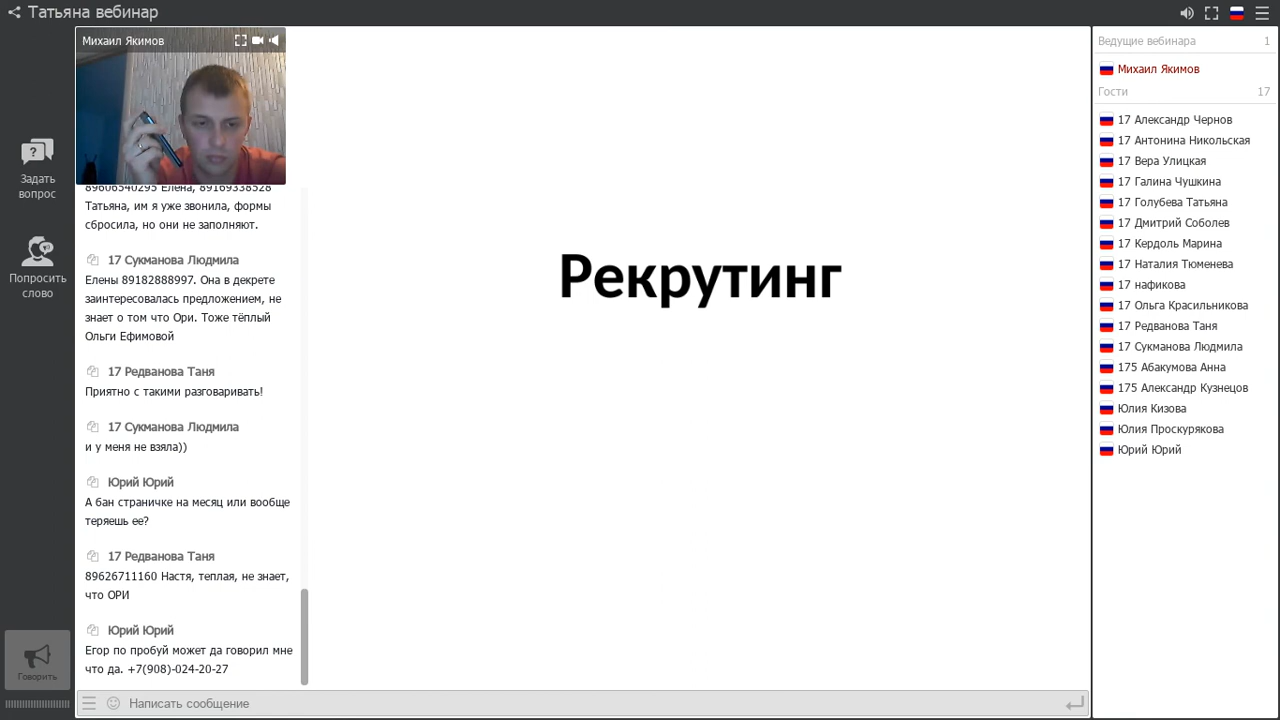 Татьяна вебинар
Михаил Якимов
Задать
вопрос
Попросить
слово
Говорить
89606540295 Елена, 89169338528
Татьяна, им я уже звонила, формы
сбросила, но они не заполняют.
17 Сукманова Людмила
Елены 89182888997. Она в декрете
заинтересовалась предложением, не
знает о том что Ори. Тоже тёплый
Ольги Ефимовой
17 Редванова Таня
Приятно с такими разговаривать!
17 Сукманова Людмила
и у меня не взяла))
Юрий Юрий
А бан страничке на месяц или вообще
теряешь ее?
17 Редванова Таня
89626711160 Настя, теплая, не знает,
что ОРИ
Юрий Юрий
Егор по пробуй может да говорил мне
что да. +7(908)-024-20-27
Написать сообщение
Рекрутинг
Ведущие вебинара 1
Михаил Якимов
Гости 17
17 Александр Чернов
17 Антонина Никольская
17 Вера Улицкая
17 Галина Чушкина
17 Голубева Татьяна
17 Дмитрий Соболев
17 Кердоль Марина
17 Наталия Тюменева
17 нафикова
17 Ольга Красильникова
17 Редванова Таня
17 Сукманова Людмила
175 Абакумова Анна
175 Александр Кузнецов
Юлия Кизова
Юлия Проскурякова
Юрий Юрий